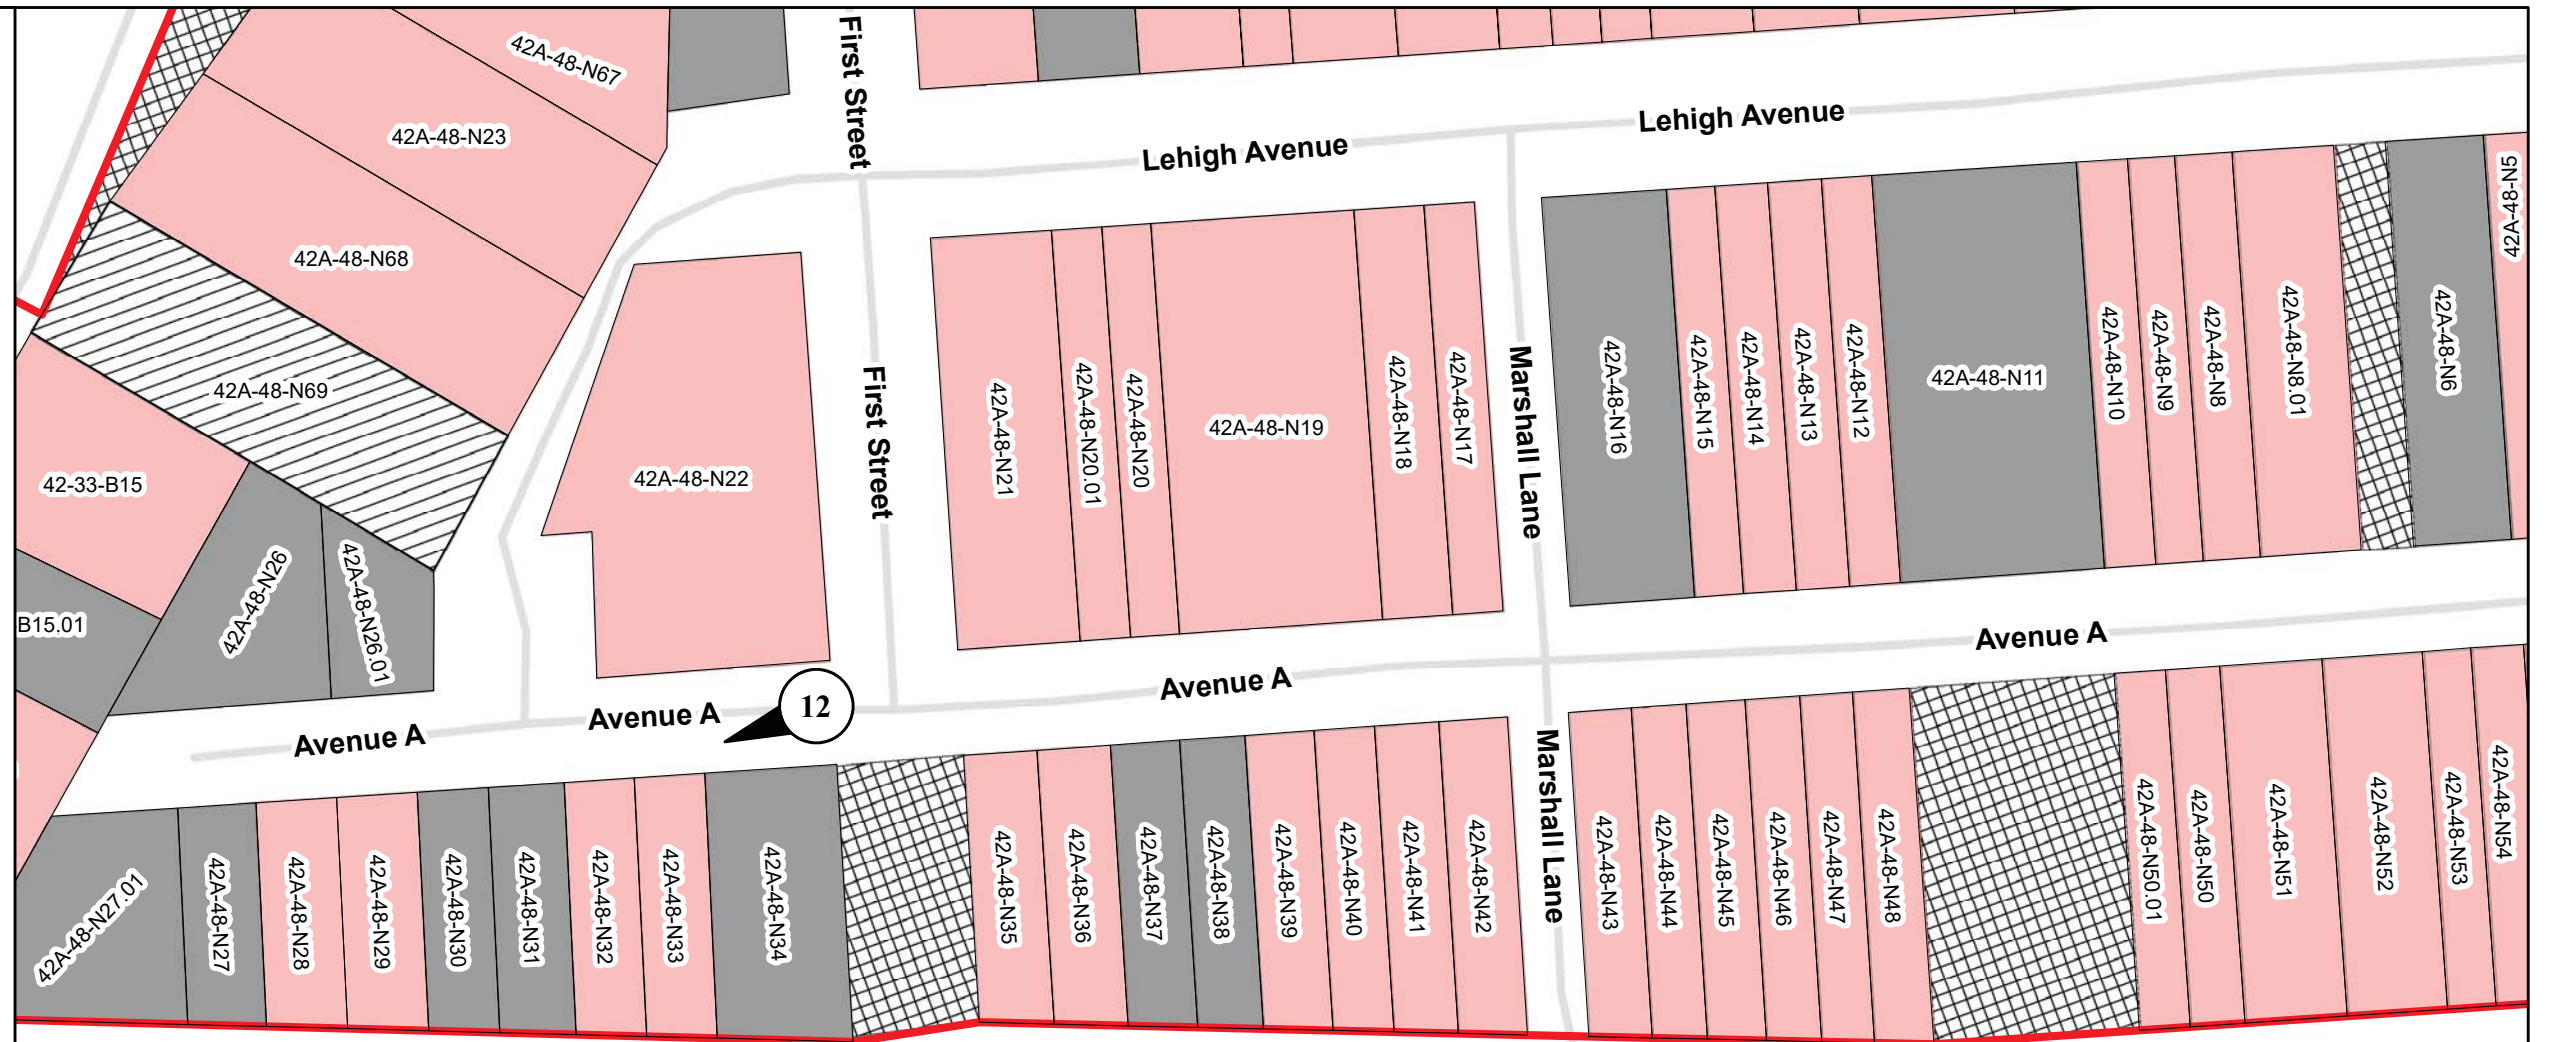 First Street
42A-48-N67
Lehigh Avenue
Lehigh Avenue
42A-48-N23
42A-48-N68
42A-48-N69
42-33-B15
B15.01
42A-48-N26
42A-48-N26.01
42A-48-N22
First Street
42A-48-N21
42A-48-N20.01
42A-48-N20
42A-48-N19
42A-48-N18
42A-48-N17
Marshall Lane
42A-48-N16
42A-48-N15
42A-48-N14
42A-48-N13
42A-48-N12
42A-48-N11
42A-48-N10
42A-48-N9
42A-48-N8
42A-48-N8.01
42A-48-N6
42A-48-N5
Avenue A
Avenue A
Avenue A
Avenue A
12
42A-48-N27.01
42A-48-N27
42A-48-N28
42A-48-N29
42A-48-N30
42A-48-N31
42A-48-N32
42A-48-N33
42A-48-N34
42A-48-N35
42A-48-N36
42A-48-N37
42A-48-N38
42A-48-N39
42A-48-N40
42A-48-N41
42A-48-N42
Marshall Lane
42A-48-N43
42A-48-N44
42A-48-N45
42A-48-N46
42A-48-N47
42A-48-N48
42A-48-N50.01
42A-48-N50
42A-48-N51
42A-48-N52
42A-48-N53
42A-48-N54